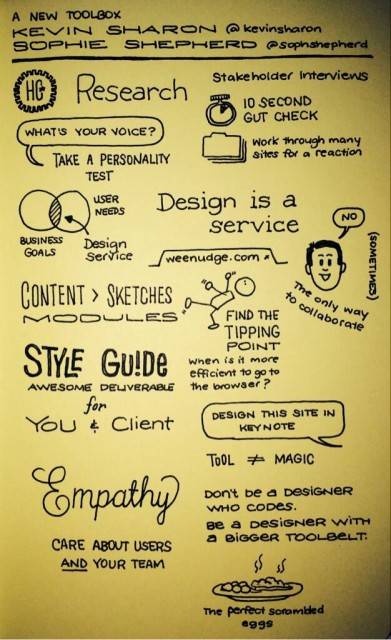 A NEW TOOLBOX
KEVIN SHARON @kevinsharon
SOPHIE SHEPHERD @sophshepherd
HG
Research
Stakeholder Interviews
10 SECOND
GUT CHECK
Work through many
sites for a reaction
WHAT'S YOUR VOICE?
TAKE A PERSONALITY
TEST
USER
NEEDS
BUSINESS
GOALS
Design
Service
Design is a
service
weenudge.com
NO
(SOMETIMES)
The only way
to collaborate
CONTENT > SKETCHES
MODULES
FIND THE
TIPPING
POINT
when is it more
efficient to go to
the browser?
STYLE GUIDE
AWESOME DELIVERABLE
for
YOU & Client
DESIGN THIS SITE IN
KEYNOTE
TOOL ≠ MAGIC
Empathy
CARE ABOUT USERS
AND YOUR TEAM
Don't be a DESIGNER
WHO CODES.
BE A DESIGNER WITH
A BIGGER TOOLBELT.
The perfect scrambled
eggs